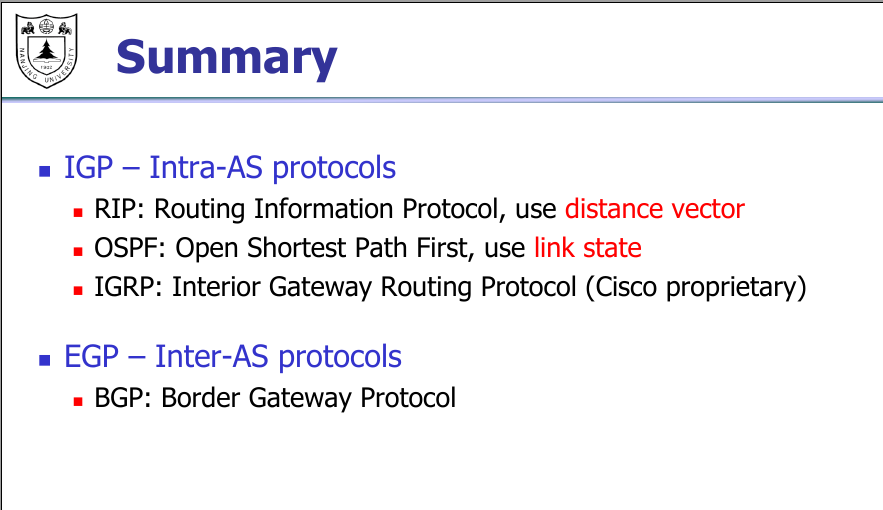 NANJING UNIVERSITY
1902
Summary
IGP – Intra-AS protocols
RIP: Routing Information Protocol, use distance vector
OSPF: Open Shortest Path First, use link state
IGRP: Interior Gateway Routing Protocol (Cisco proprietary)
EGP – Inter-AS protocols
BGP: Border Gateway Protocol